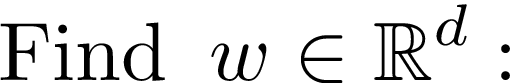 Find w ∈ ℝ^d :